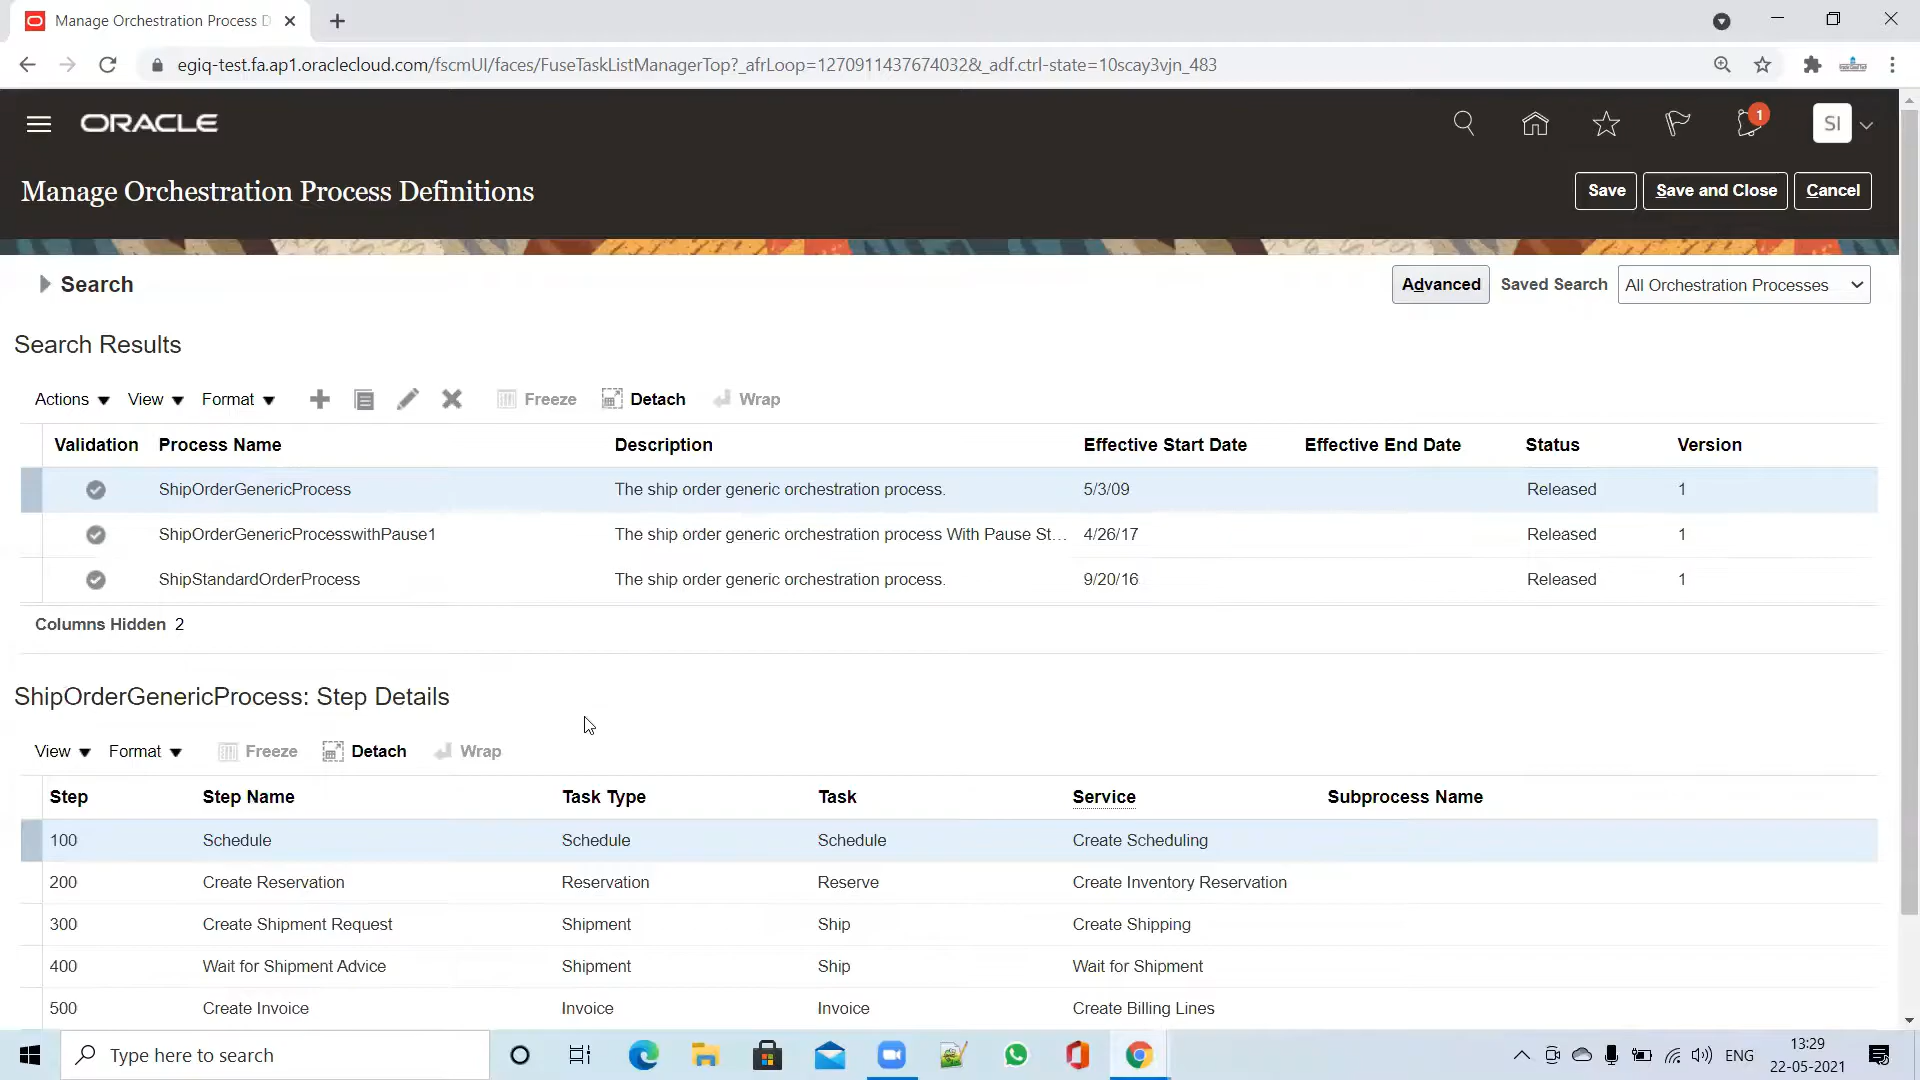 Manage Orchestration Process D
egiq-test.fa.ap1.oraclecloud.com/fscmUI/faces/FuseTaskListManagerTop?_afrLoop=1270911437674032&_adf.ctrl-state=10scay3vjn_483
ORACLE
1
SI
Manage Orchestration Process Definitions
Save
Save and Close
Cancel
Search
Advanced
Saved Search
All Orchestration Processes
Search Results
Actions View Format Freeze Detach Wrap
Validation Process Name Description Effective Start Date Effective End Date Status Version
ShipOrderGenericProcess The ship order generic orchestration process. 5/3/09 Released 1
ShipOrderGenericProcesswithPause1 The ship order generic orchestration process With Pause St... 4/26/17 Released 1
ShipStandardOrderProcess The ship order generic orchestration process. 9/20/16 Released 1
Columns Hidden 2
ShipOrderGenericProcess: Step Details
View Format Freeze Detach Wrap
Step Step Name Task Type Task Service Subprocess Name
100 Schedule Schedule Schedule Create Scheduling
200 Create Reservation Reservation Reserve Create Inventory Reservation
300 Create Shipment Request Shipment Ship Create Shipping
400 Wait for Shipment Advice Shipment Ship Wait for Shipment
500 Create Invoice Invoice Invoice Create Billing Lines
Type here to search
ENG
13:29
22-05-2021